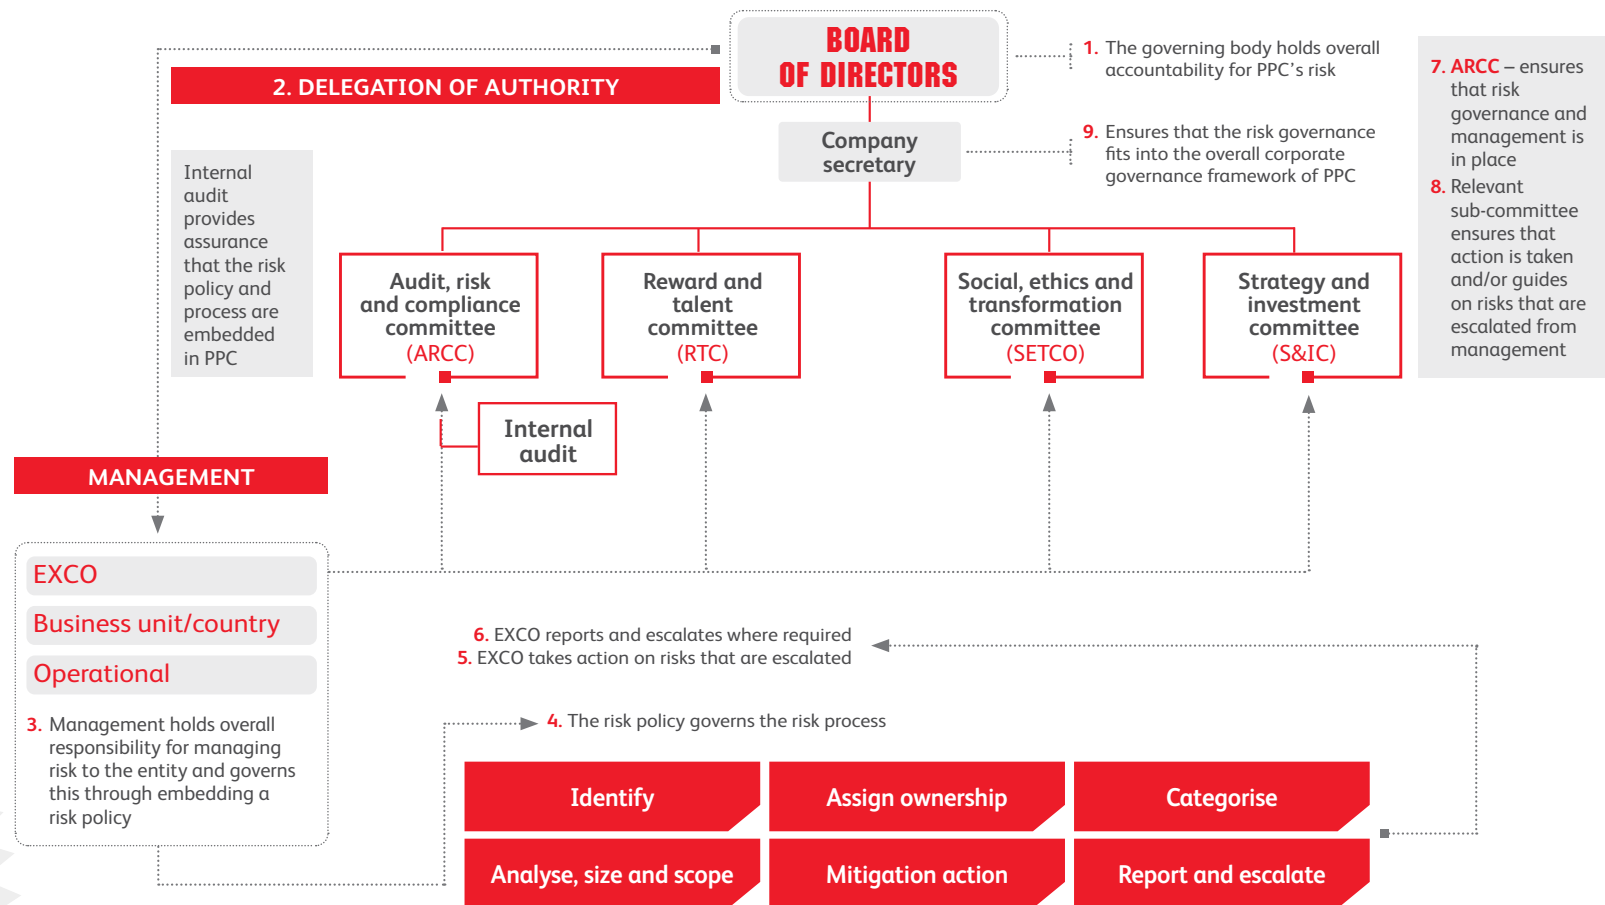 BOARD
OF DIRECTORS
1. The governing body holds overall
accountability for PPC's risk
2. DELEGATION OF AUTHORITY
Company
secretary
9. Ensures that the risk governance
fits into the overall corporate
governance framework of PPC
7. ARCC – ensures
that risk
governance and
management is
in place
8. Relevant
sub-committee
ensures that
action is taken
and/or guides
on risks that are
escalated from
management
Internal
audit
provides
assurance
that the risk
policy and
process are
embedded
in PPC
Audit, risk
and compliance
committee
(ARCC)
Reward and
talent
committee
(RTC)
Social, ethics and
transformation
committee
(SETCO)
Strategy and
investment
committee
(S&IC)
Internal
audit
MANAGEMENT
EXCO
Business unit/country
Operational
3. Management holds overall
responsibility for managing
risk to the entity and governs
this through embedding a
risk policy
6. EXCO reports and escalates where required
5. EXCO takes action on risks that are escalated
4. The risk policy governs the risk process
Identify
Assign ownership
Categorise
Analyse, size and scope
Mitigation action
Report and escalate